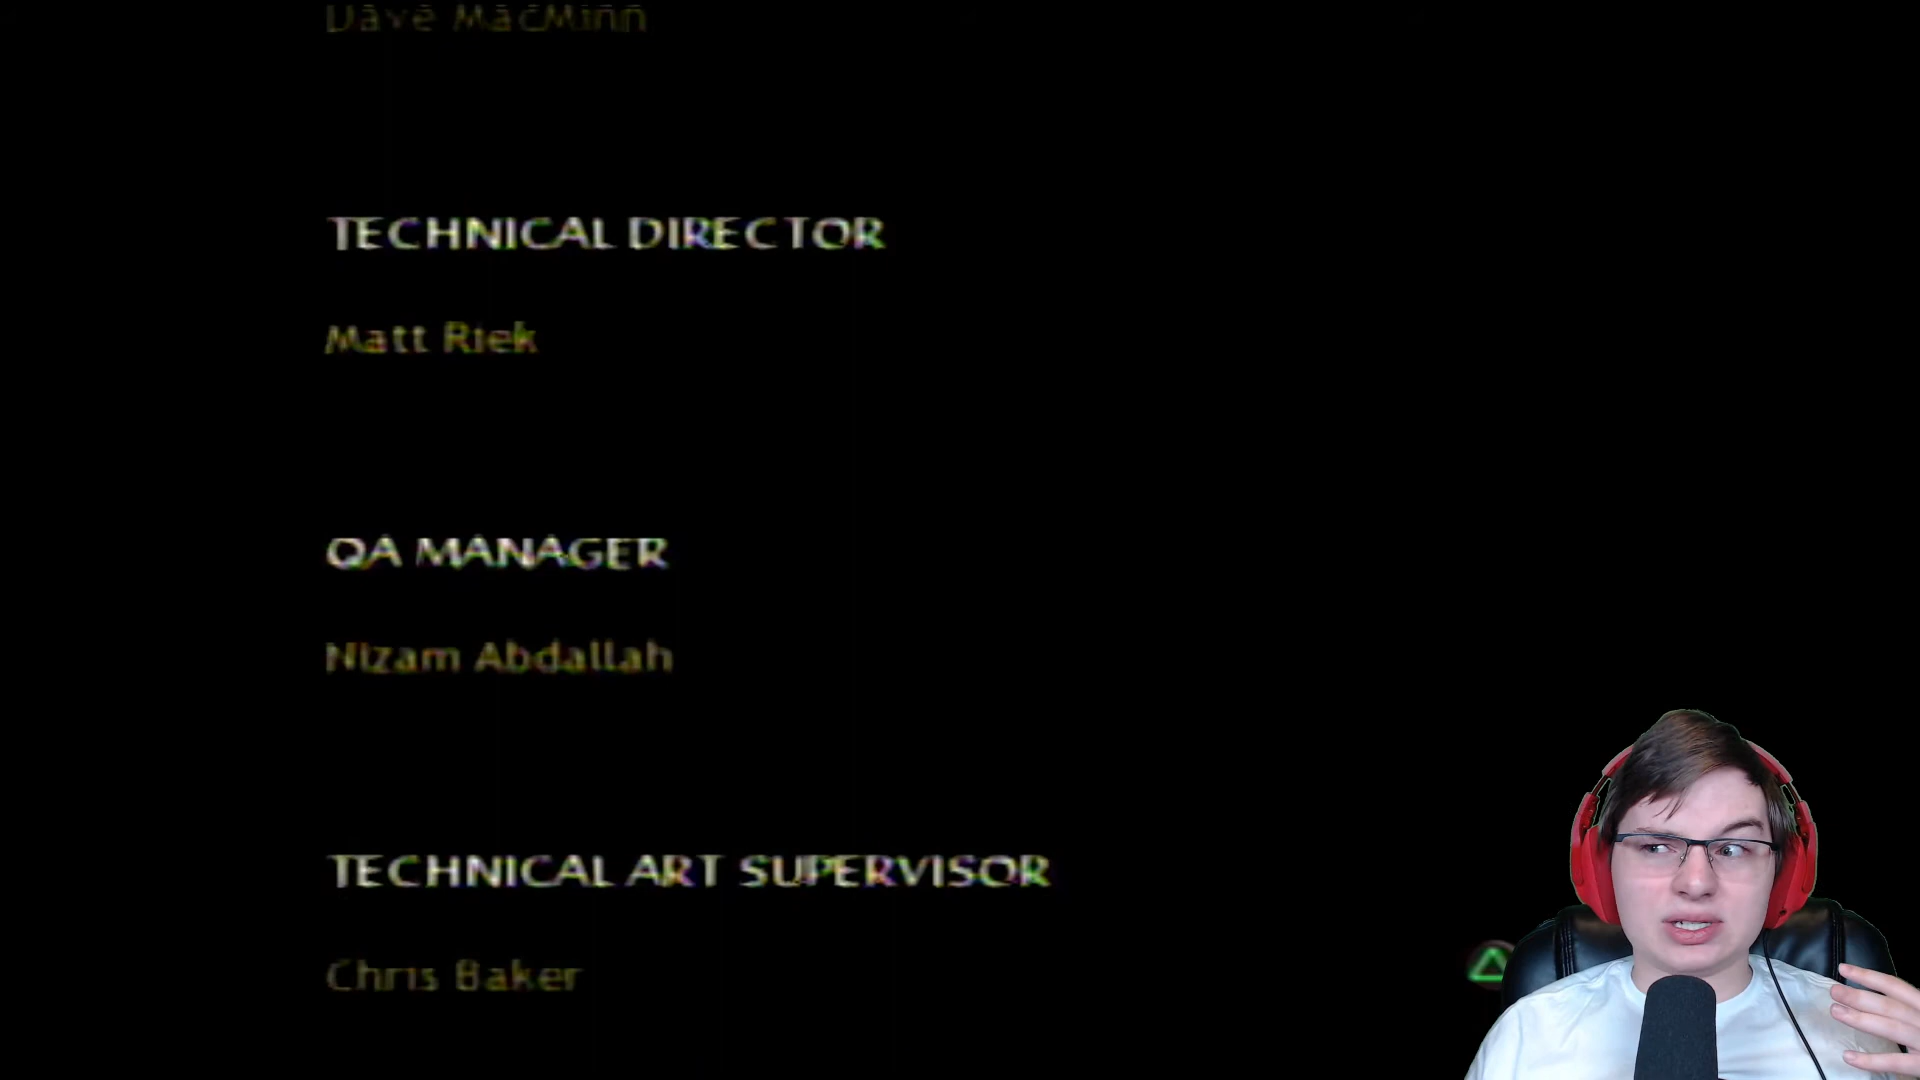 Dave MacMinn
TECHNICAL DIRECTOR
Matt Riek
QA MANAGER
Nizam Abdallah
TECHNICAL ART SUPERVISOR
Chris Baker